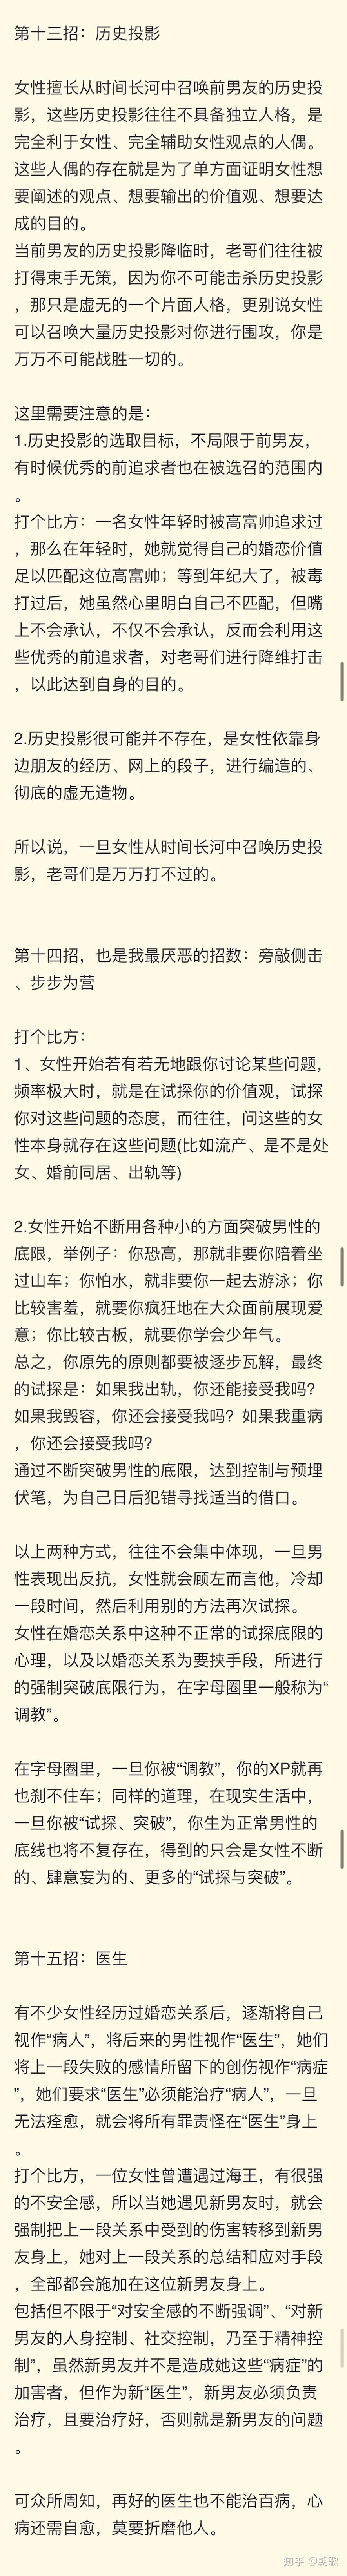 第十三招：历史投影
女性擅长从时间长河中召唤前男友的历史投
影，这些历史投影往往不具备独立人格，是
完全利于女性、完全辅助女性观点的人偶。
这些人偶的存在就是为了单方面证明女性想
要阐述的观点、想要输出的价值观、想要达
成的目的。
当前男友的历史投影降临时，老哥们往往被
打得束手无策，因为你不可能击杀历史投影
，那只是虚无的一个片面人格，更别说女性
可以召唤大量历史投影对你进行围攻，你是
万万不可能战胜一切的。
这里需要注意的是：
1.历史投影的选取目标，不局限于前男友，
有时候优秀的前追求者也在被选召的范围内
。
打个比方：一名女性年轻时被高富帅追求过
，那么在年轻时，她就觉得自己的婚恋价值
足以匹配这位高富帅；等到年纪大了，被毒
打过后，她虽然心里明白自己不匹配，但嘴
上不会承认，不仅不会承认，反而会利用这
些优秀的前追求者，对老哥们进行降维打击
，以此达到自身的目的。
2.历史投影很可能并不存在，是女性依靠身
边朋友的经历、网上的段子，进行编造的、
彻底的虚无造物。
所以说，一旦女性从时间长河中召唤历史投
影，老哥们是万万打不过的。
第十四招，也是我最厌恶的招数：旁敲侧击
、步步为营
打个比方：
1、女性开始若有若无地跟你讨论某些问题，
频率极大时，就是在试探你的价值观，试探
你对这些问题的态度，而往往，问这些的女
性本身就存在这些问题(比如流产、是不是处
女、婚前同居、出轨等)
2.女性开始不断用各种小的方面突破男性的
底限，举例子：你恐高，那就非要你陪着坐
过山车；你怕水，就非要你一起去游泳；你
比较害羞，就要你疯狂地在大众面前展现爱
意；你比较古板，就要你学会少年气。
总之，你原先的原则都要被逐步瓦解，最终
的试探是：如果我出轨，你还能接受我吗？
如果我毁容，你还会接受我吗？如果我重病
，你还会接受我吗？
通过不断突破男性的底限，达到控制与预埋
伏笔，为自己日后犯错寻找适当的借口。
以上两种方式，往往不会集中体现，一旦男
性表现出反抗，女性就会顾左而言他，冷却
一段时间，然后利用别的方法再次试探。
女性在婚恋关系中这种不正常的试探底限的
心理，以及以婚恋关系为要挟手段，所进行
的强制突破底限行为，在字母圈里一般称为“
调教”。
在字母圈里，一旦你被“调教”，你的XP就再
也刹不住车；同样的道理，在现实生活中，
一旦你被“试探、突破”，你生为正常男性的
底线也将不复存在，得到的只会是女性不断
的、肆意妄为的、更多的“试探与突破”。
第十五招：医生
有不少女性经历过婚恋关系后，逐渐将自己
视作“病人”，将后来的男性视作“医生”，她们
将上一段失败的感情所留下的创伤视作“病症
”，她们要求“医生”必须能治疗“病人”，一旦
无法痊愈，就会将所有罪责怪在“医生”身上
。
打个比方，一位女性曾遭遇过海王，有很强
的不安全感，所以当她遇见新男友时，就会
强制把上一段关系中受到的伤害转移到新男
友身上，她对上一段关系的总结和应对手段
，全部都会施加在这位新男友身上。
包括但不限于“对安全感的不断强调”、“对新
男友的人身控制、社交控制，乃至于精神控
制”，虽然新男友并不是造成她这些“病症”的
加害者，但作为新“医生”，新男友必须负责
治疗，且要治疗好，否则就是新男友的问题
。
可众所周知，再好的医生也不能治百病，心
病还需自愈，莫要折磨他人。
知乎 @朝歌